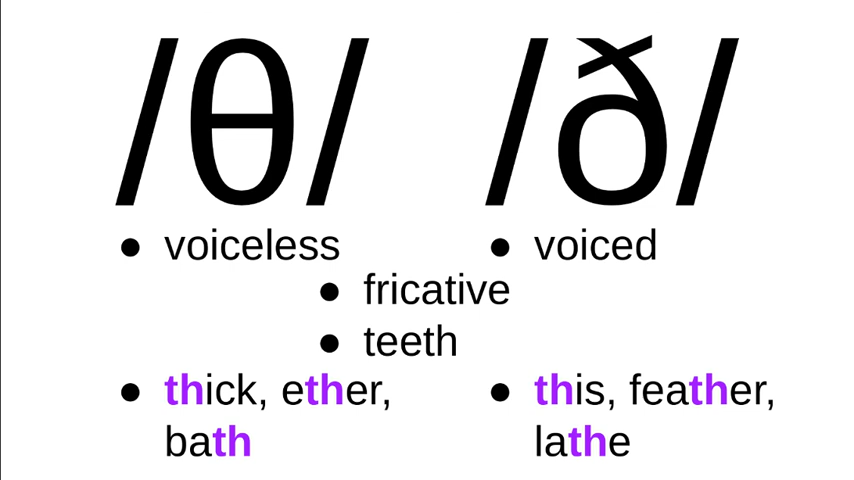 /θ/ /ð/
● voiceless ● voiced
● fricative
● teeth
● thick, ether, ● this, feather,
bath lathe